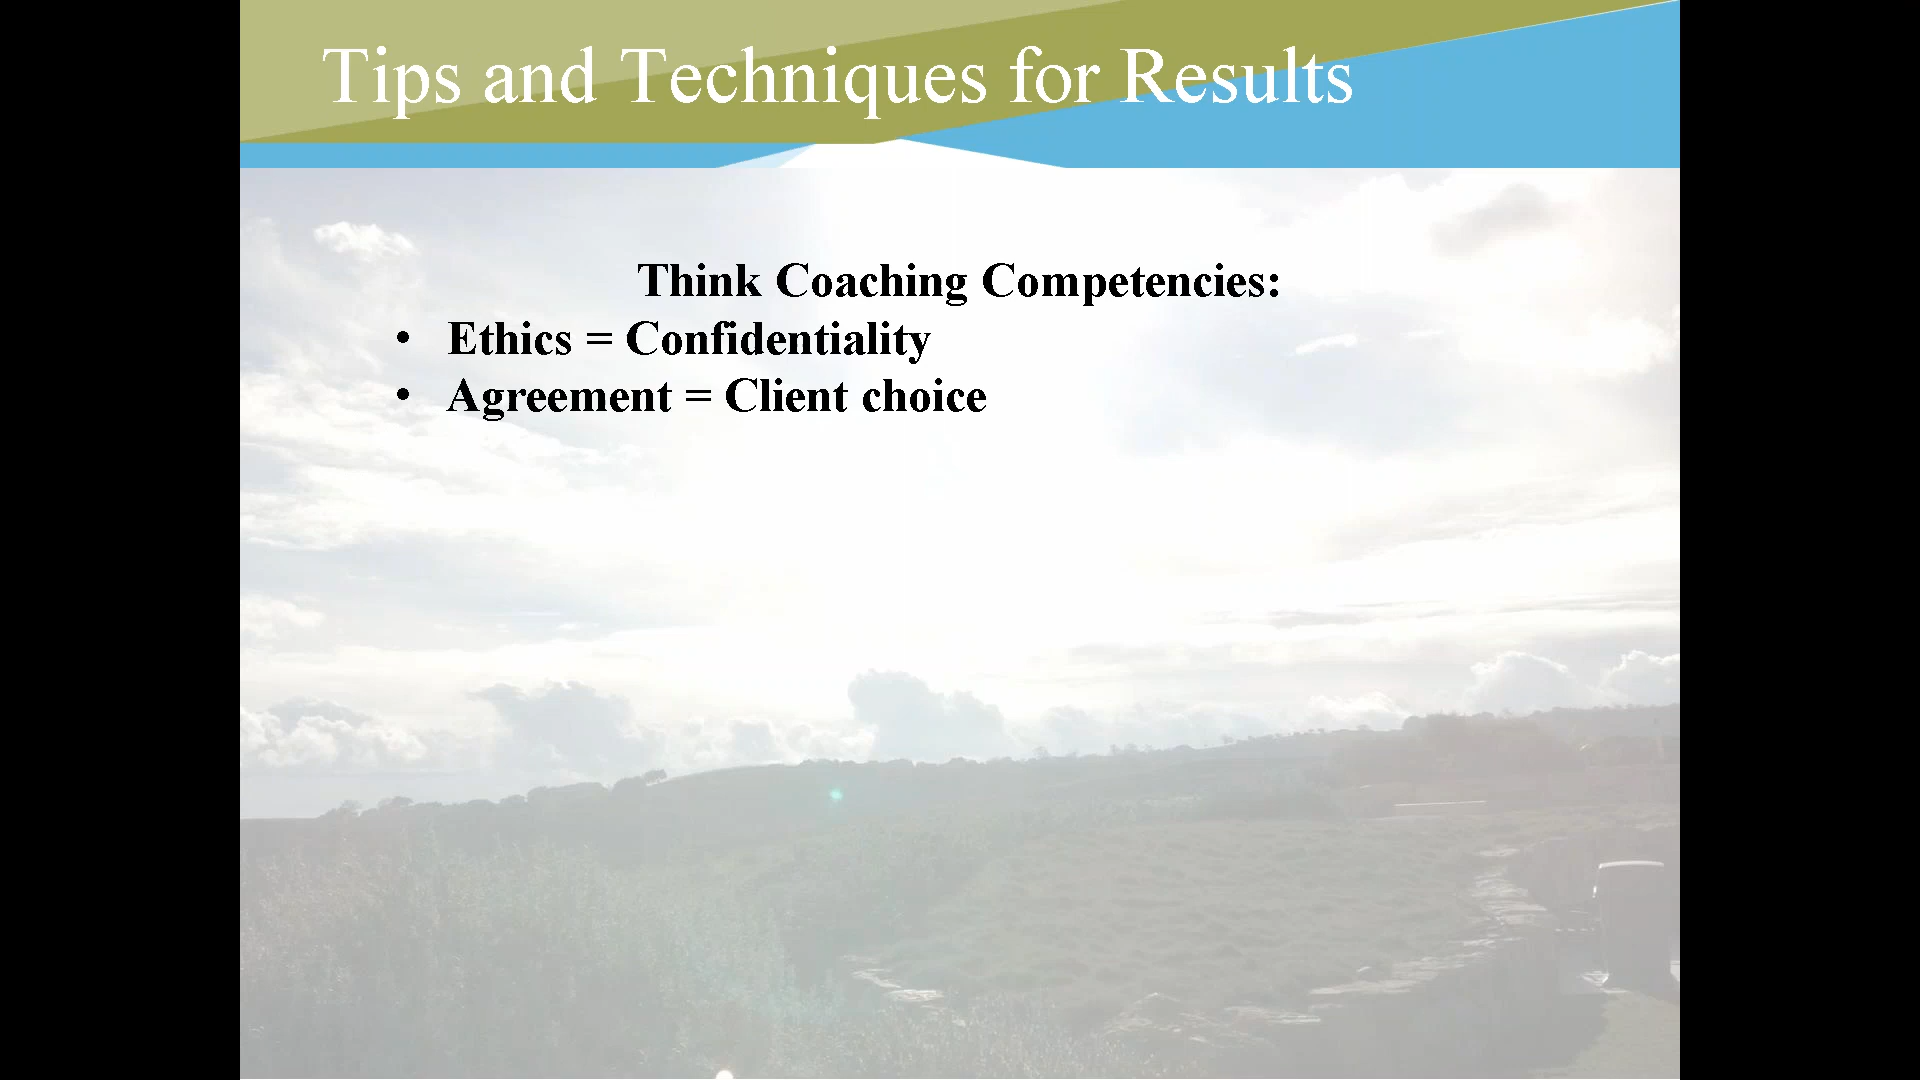 Tips and Techniques for Results
Think Coaching Competencies:
• Ethics = Confidentiality
• Agreement = Client choice